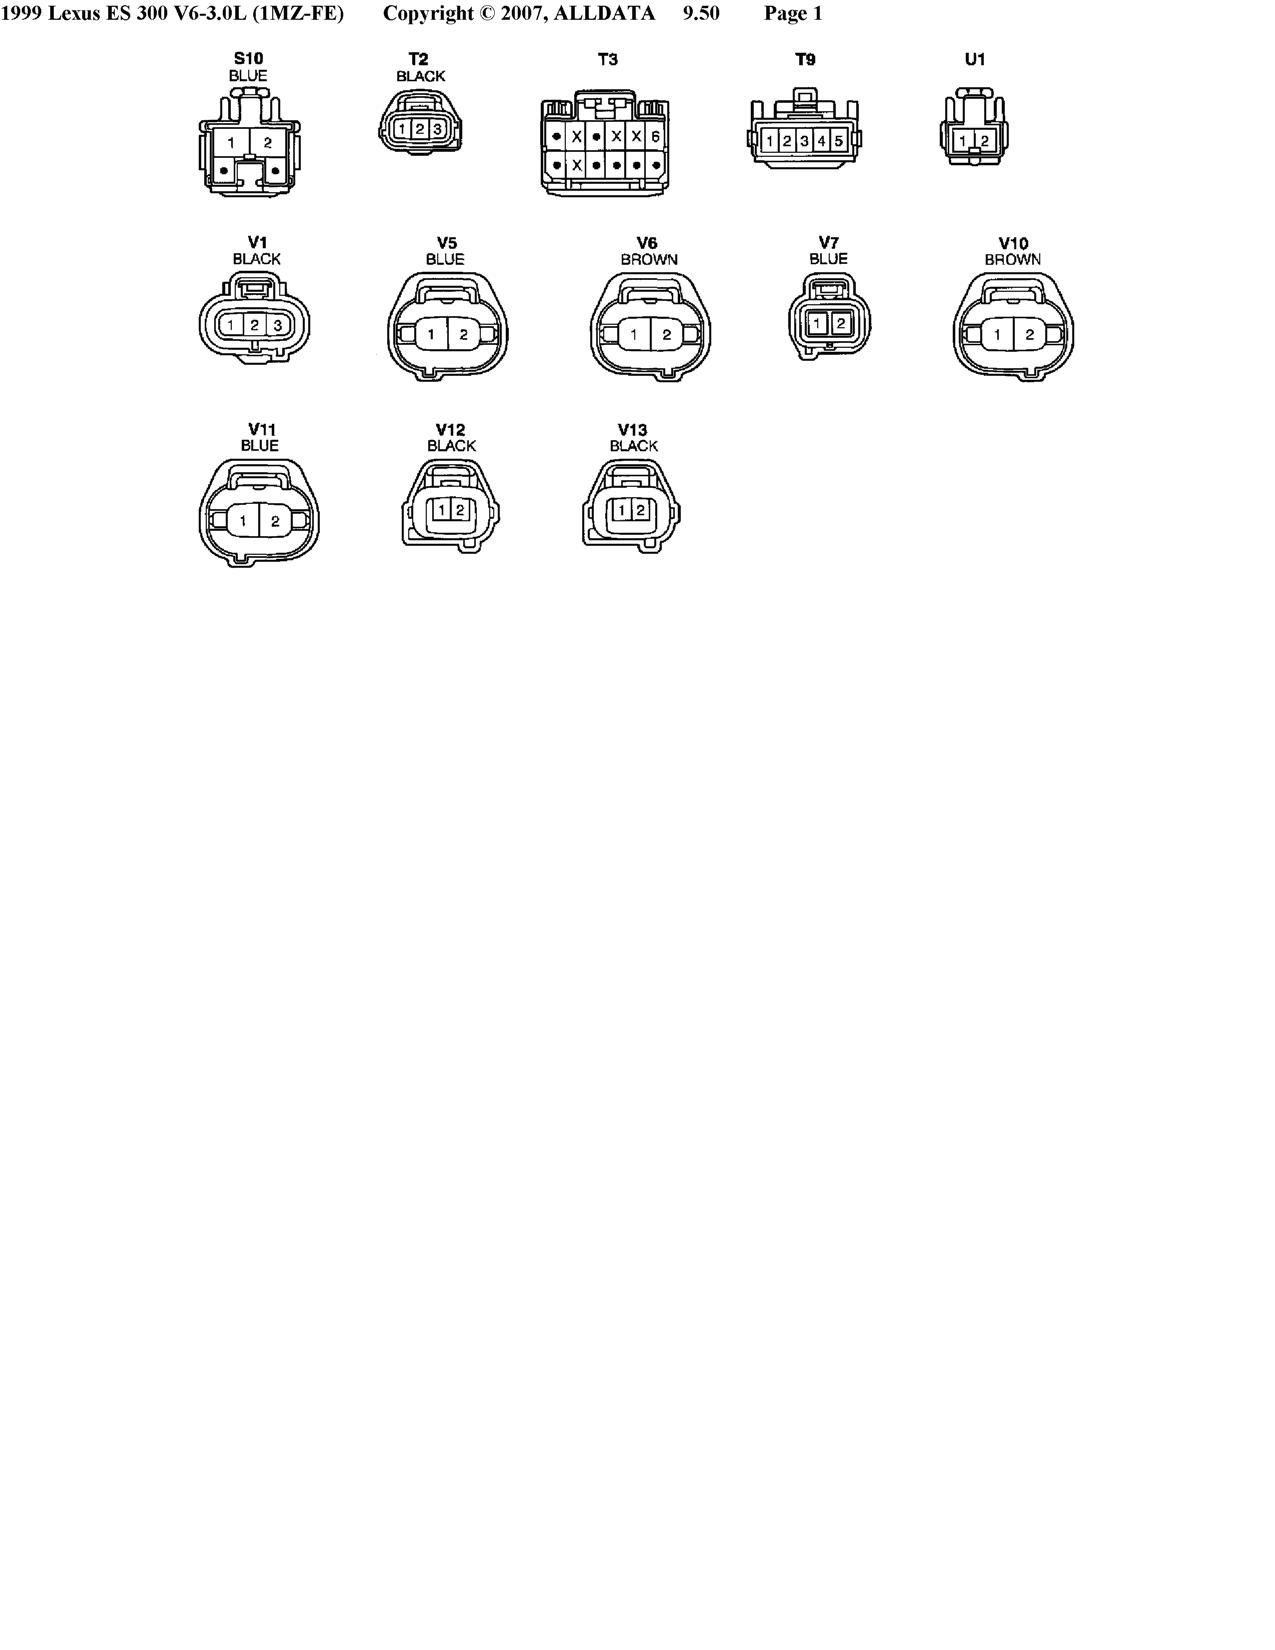 1999 Lexus ES 300 V6-3.0L (1MZ-FE) Copyright © 2007, ALLDATA 9.50 Page 1
S10 T2 T3 T9 U1
BLUE BLACK
1 2
1 2 3
• X • X X 6
• X • • • •
1 2 3 4 5
1 2
• •
V1 V5 V6 V7 V10
BLACK BLUE BROWN BLUE BROWN
1 2 3
1 2
1 2
1 2
1 2
V11 V12 V13
BLUE BLACK BLACK
1 2
1 2
1 2